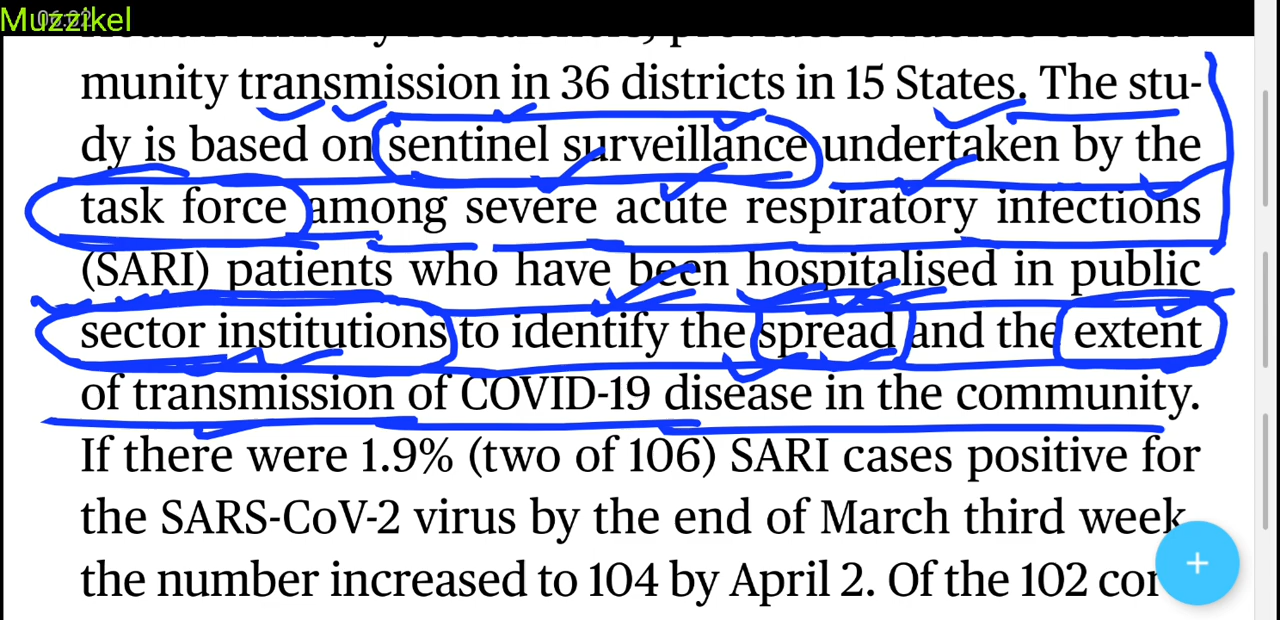 Muzzikel
munity transmission in 36 districts in 15 States. The stu-
dy is based on sentinel surveillance undertaken by the
task force among severe acute respiratory infections
(SARI) patients who have been hospitalised in public
sector institutions to identify the spread and the extent
of transmission of COVID-19 disease in the community.
If there were 1.9% (two of 106) SARI cases positive for
the SARS-CoV-2 virus by the end of March third week,
the number increased to 104 by April 2. Of the 102